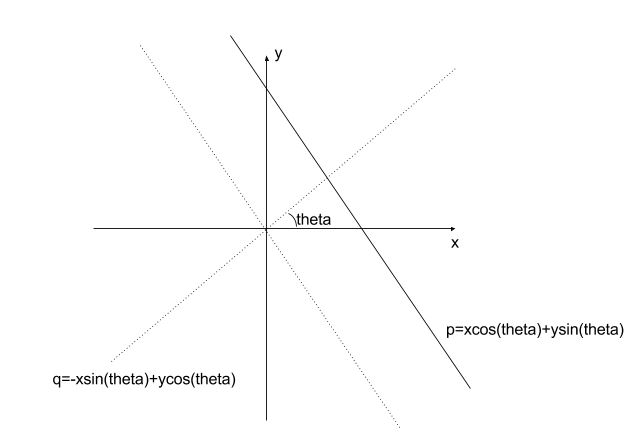 y
theta
x
p=xcos(theta)+ysin(theta)
q=-xsin(theta)+ycos(theta)